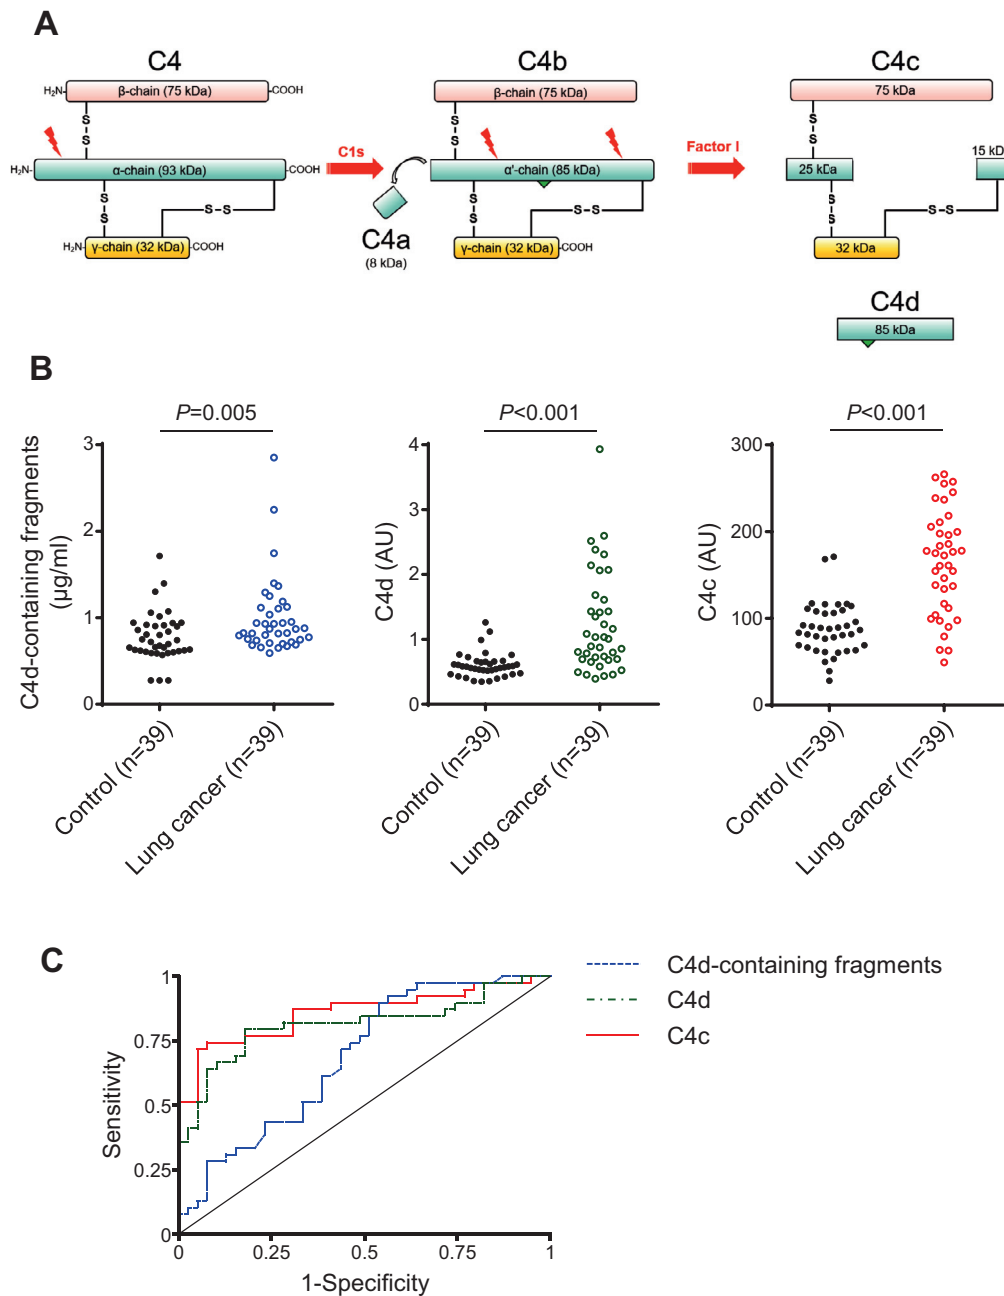 A
C4
C4b
C4c
H₂N-
β-chain (75 kDa)
-COOH
β-chain (75 kDa)
75 kDa
S
S
S
S
S
S
H₂N-
α-chain (93 kDa)
-COOH
C1s
α'-chain (85 kDa)
Factor I
25 kDa
15 kD
S
S
S-S
S
S
S-S
S
S
S-S
C4a
(8 kDa)
H₂N-
γ-chain (32 kDa)
-COOH
γ-chain (32 kDa)
-COOH
32 kDa
C4d
85 kDa
B
P=0.005
P<0.001
P<0.001
C4d-containing fragments
(μg/ml)
3
2
1
0
Control (n=39)
Lung cancer (n=39)
C4d (AU)
4
3
2
1
0
Control (n=39)
Lung cancer (n=39)
C4c (AU)
300
200
100
0
Control (n=39)
Lung cancer (n=39)
C
Sensitivity
1
0.75
0.5
0.25
0
0
0.25
0.5
0.75
1
1-Specificity
C4d-containing fragments
C4d
C4c